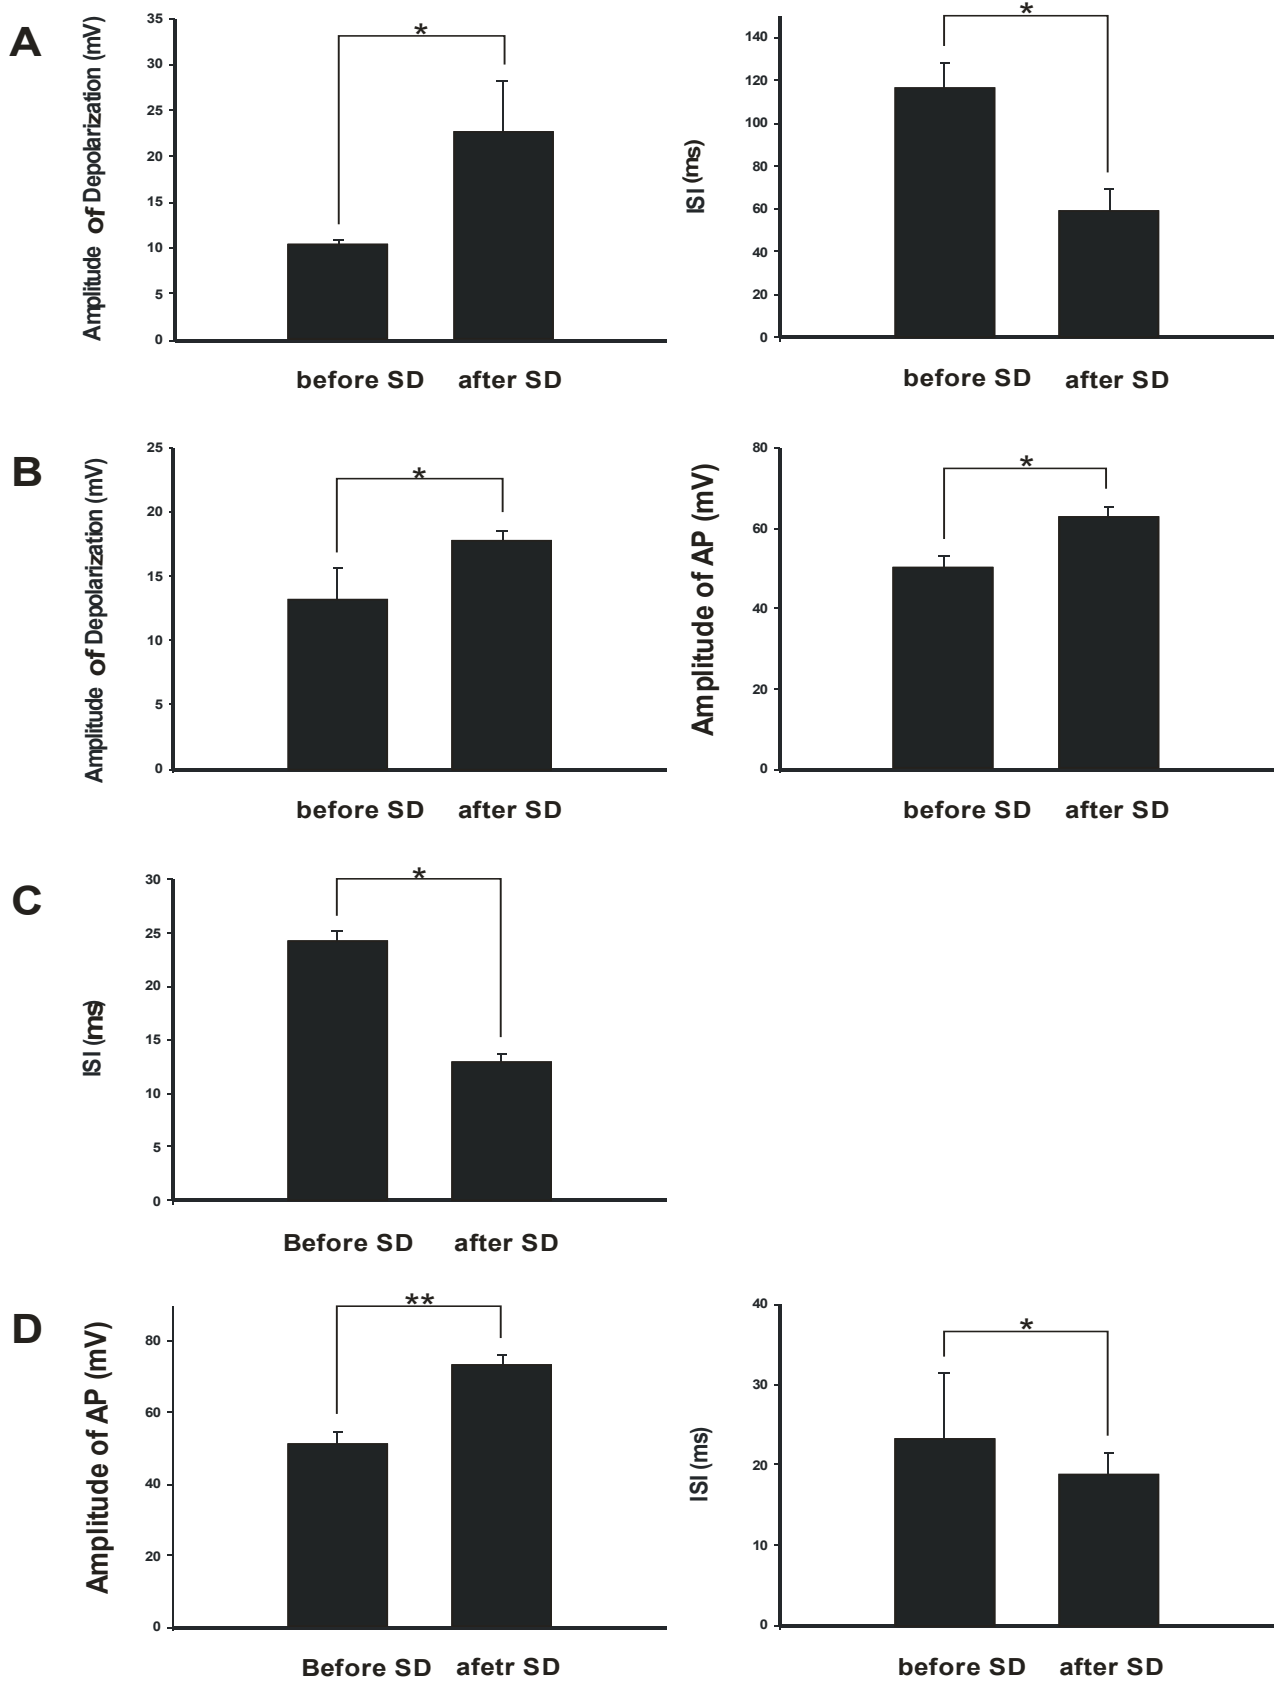 A
Amplitude of Depolarization (mV)
35
30
25
20
15
10
5
0
*
before SD after SD
ISI (ms)
140
120
100
80
60
40
20
0
*
before SD after SD
B
Amplitude of Depolarization (mV)
25
20
15
10
5
0
*
before SD after SD
Amplitude of AP (mV)
80
60
40
20
0
*
before SD after SD
C
ISI (ms)
30
25
20
15
10
5
0
*
Before SD after SD
D
Amplitude of AP (mV)
80
60
40
20
0
**
Before SD afetr SD
ISI (ms)
40
30
20
10
0
*
before SD after SD